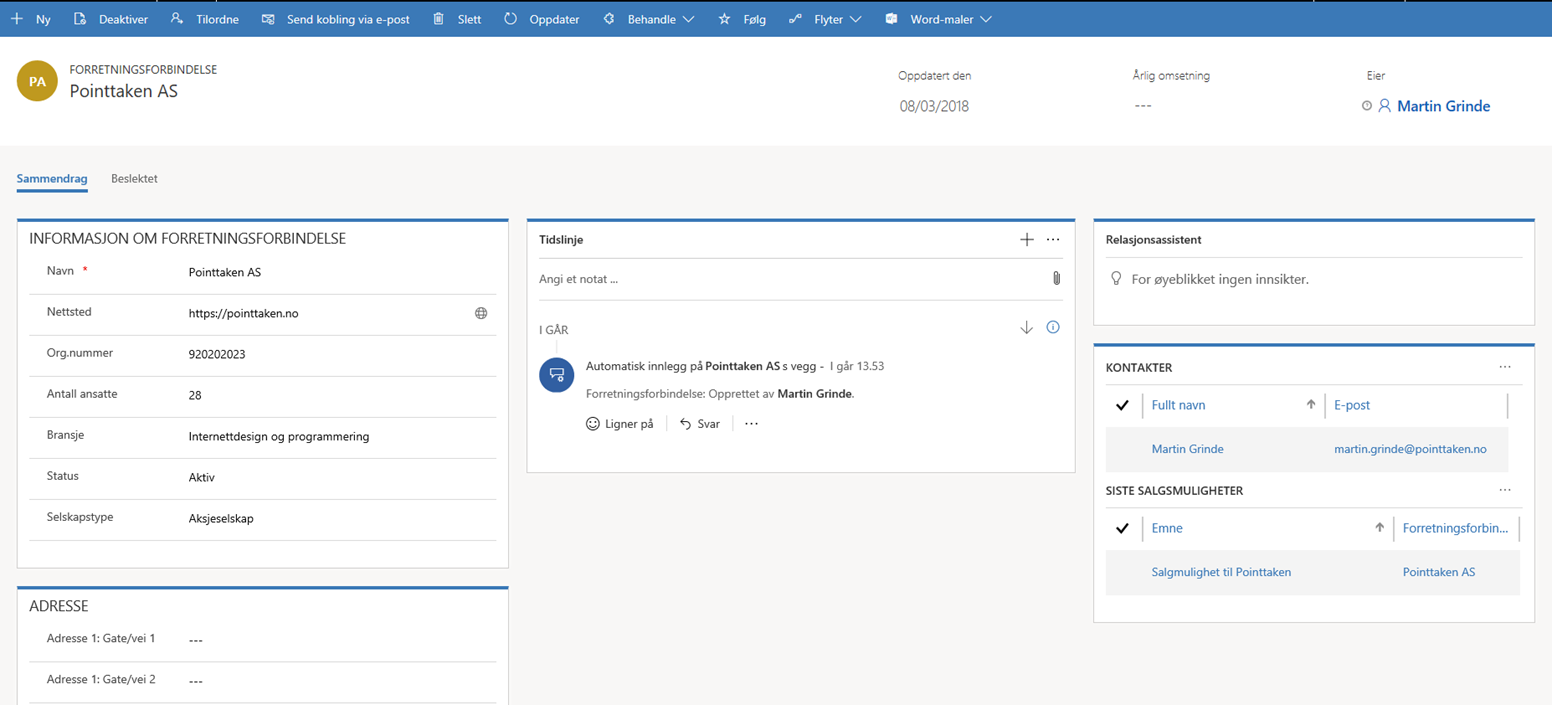 Ny Deaktiver Tilordne Send kobling via e-post Slett Oppdater Behandle Følg Flyter Word-maler
PA
FORRETNINGSFORBINDELSE
Pointtaken AS
Oppdatert den
08/03/2018
Årlig omsetning
---
Eier
Martin Grinde
Sammendrag Beslektet
INFORMASJON OM FORRETNINGSFORBINDELSE
Navn * Pointtaken AS
Nettsted https://pointtaken.no
Org.nummer 920202023
Antall ansatte 28
Bransje Internettdesign og programmering
Status Aktiv
Selskapstype Aksjeselskap
ADRESSE
Adresse 1: Gate/vei 1 ---
Adresse 1: Gate/vei 2 ---
Tidslinje
Angi et notat ...
I GÅR
Automatisk innlegg på Pointtaken AS s vegg - I går 13.53
Forretningsforbindelse: Opprettet av Martin Grinde.
Ligner på Svar
Relasjonsassistent
For øyeblikket ingen innsikter.
KONTAKTER
Fullt navn E-post
Martin Grinde martin.grinde@pointtaken.no
SISTE SALGSMULIGHETER
Emne Forretningsforbin...
Salgmulighet til Pointtaken Pointtaken AS